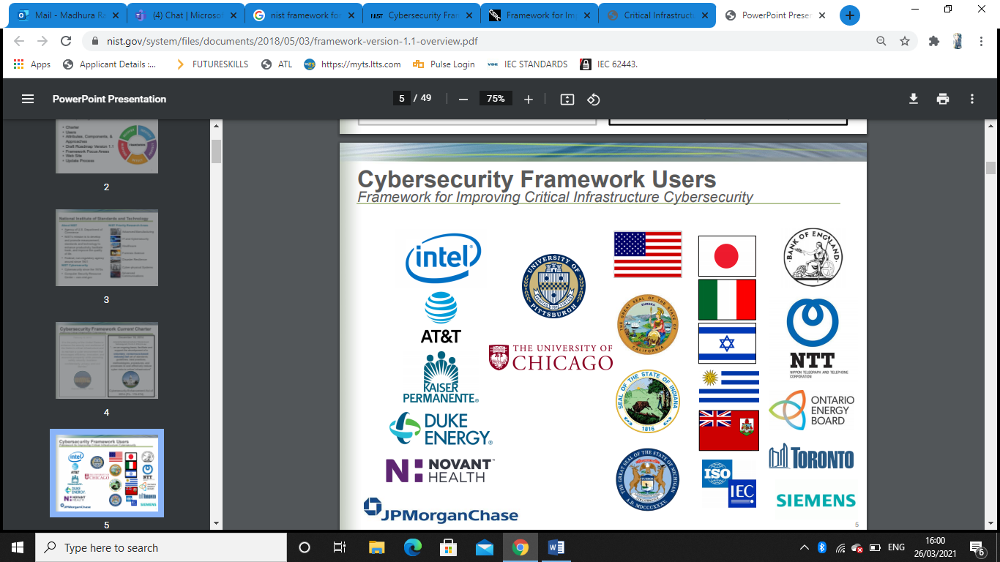 Mail - Madhura Ra
(4) Chat | Microsof
nist framework for
NIST Cybersecurity Fram
Framework for Im
Critical Infrastructu
PowerPoint Presen
nist.gov/system/files/documents/2018/05/03/framework-version-1.1-overview.pdf
Apps
Applicant Details :...
FUTURESKILLS
ATL
https://myts.ltts.com
Pulse Login
IEC STANDARDS
IEC 62443.
PowerPoint Presentation
5 / 49
75%
• Charter
• Users
• Attributes, Components, &
Approaches
• Draft Roadmap Version 1.1
• Framework Focus Areas
• Web Site
• Update Process
2
National Institute of Standards and Technology
3
Cybersecurity Framework Current Charter
4
Cybersecurity Framework Users
5
Cybersecurity Framework Users
Framework for Improving Critical Infrastructure Cybersecurity
intel
AT&T
KAISER
PERMANENTE®
DUKE
ENERGY®
NOVANT™
HEALTH
JPMorganChase
UNIVERSITY OF
PITTSBURGH
THE UNIVERSITY OF
CHICAGO
THE GREAT SEAL OF THE STATE OF
EUREKA
CALIFORNIA
SEAL OF THE STATE OF INDIANA
1816
THE GREAT SEAL OF THE STATE OF MICHIGAN
TUEBOR
A.D. MDCCCXXXV.
ISO
IEC
BANK OF ENGLAND
NTT
NIPPON TELEGRAPH AND TELEPHONE
CORPORATION
ONTARIO
ENERGY
BOARD
TORONTO
SIEMENS
5
Type here to search
ENG
16:00
26/03/2021
6